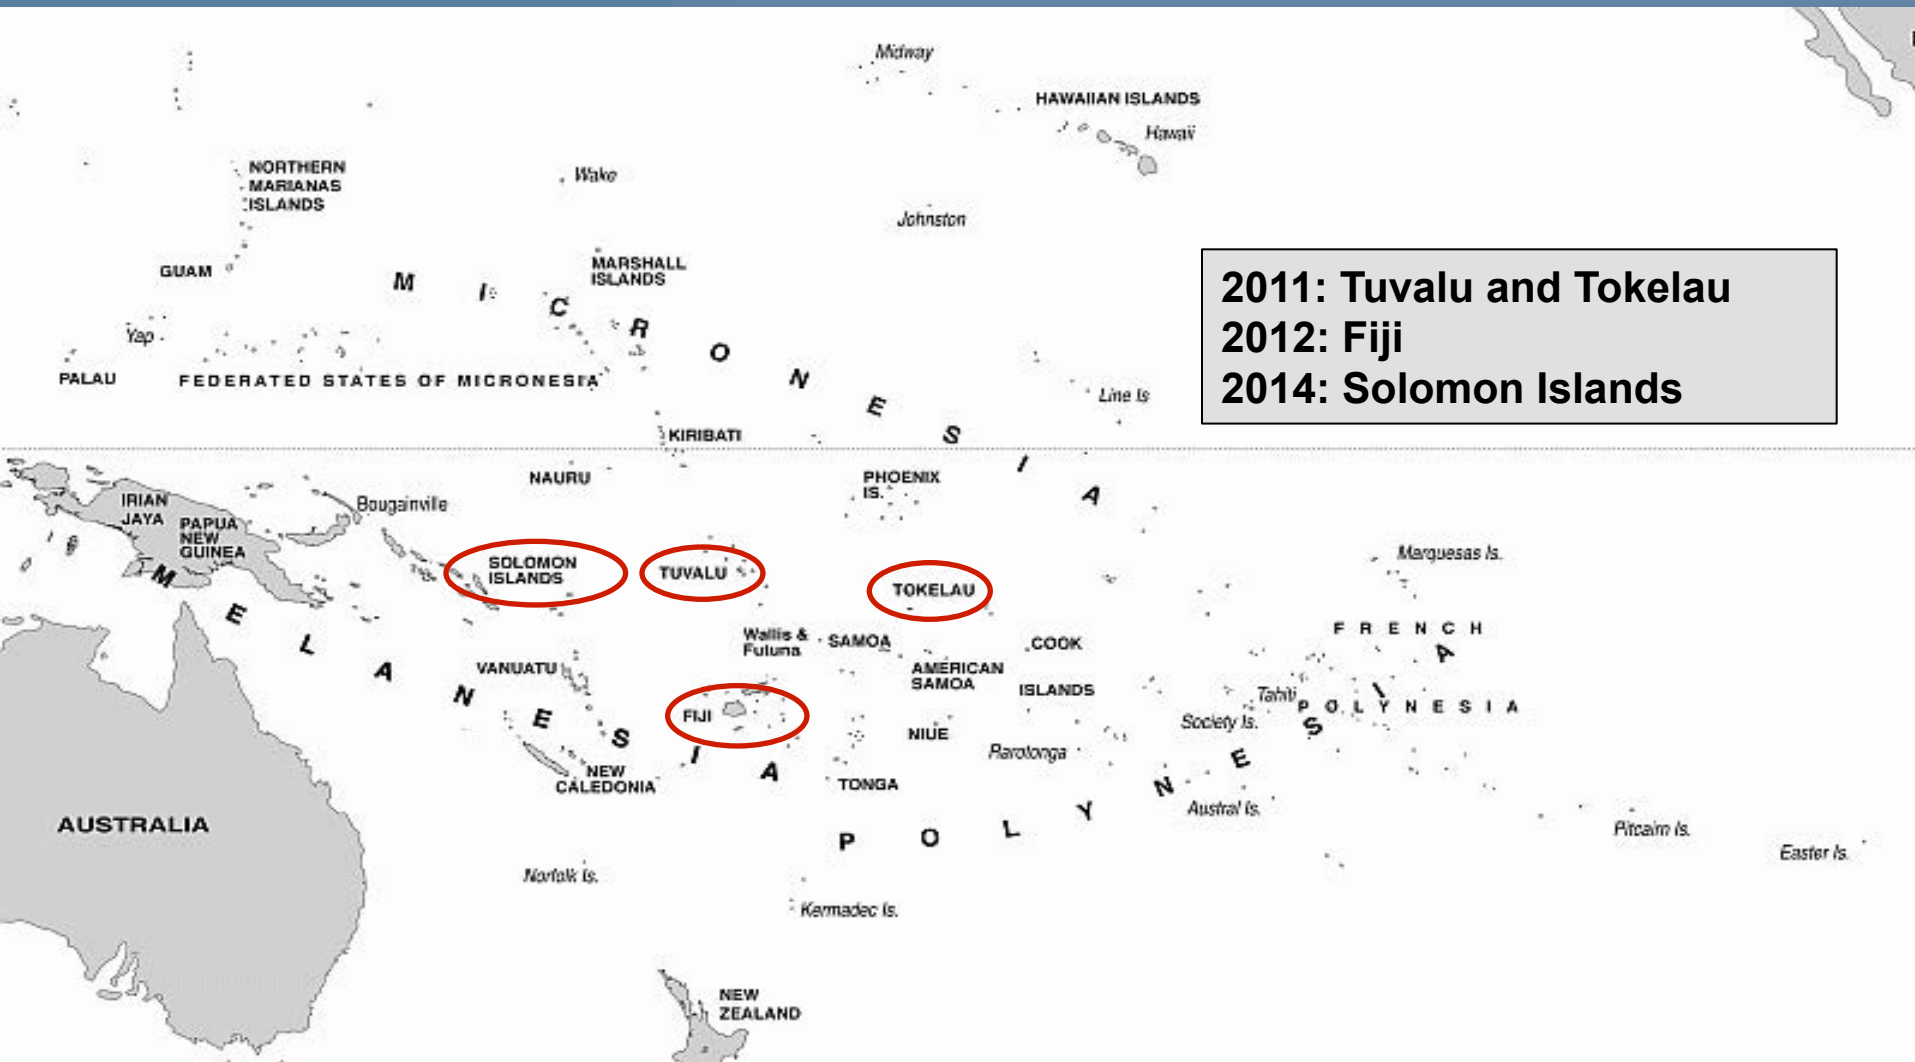 Midway
HAWAIIAN ISLANDS
Hawaii
NORTHERN
MARIANAS
ISLANDS
Wake
Johnston
GUAM
MARSHALL
ISLANDS
M I C R O N E S I A
2011: Tuvalu and Tokelau
2012: Fiji
2014: Solomon Islands
Yap
PALAU
FEDERATED STATES OF MICRONESIA
Line Is
KIRIBATI
NAURU
PHOENIX
IS.
IRIAN
JAYA
PAPUA
NEW
GUINEA
Bougainville
SOLOMON
ISLANDS
TUVALU
TOKELAU
Marquesas Is.
M E L A N E S I A
Wallis &
Futuna
SAMOA
AMERICAN
SAMOA
COOK
ISLANDS
FRENCH
POLYNESIA
VANUATU
FIJI
NIUE
Tahiti
Society Is.
Rarotonga
NEW
CALEDONIA
TONGA
P O L Y N E S I A
Austral Is.
AUSTRALIA
Pitcairn Is.
Easter Is.
Norfolk Is.
Kermadec Is.
NEW
ZEALAND